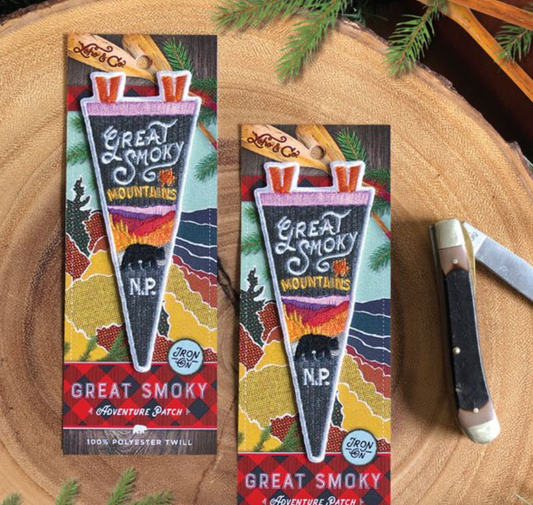 GREAT
SMOKY
MOUNTAINS
N.P.
IRON
ON
GREAT SMOKY
ADVENTURE PATCH
100% POLYESTER TWILL
GREAT
SMOKY
MOUNTAINS
N.P.
IRON
ON
GREAT SMOKY
ADVENTURE PATCH